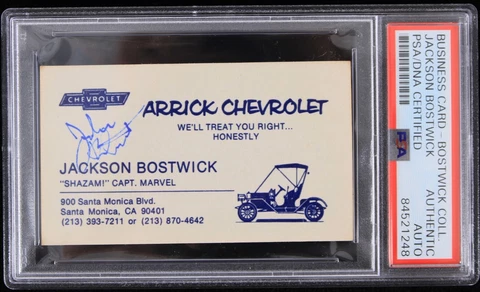 CHEVROLET
ARRICK CHEVROLET
WE'LL TREAT YOU RIGHT...
HONESTLY
JACKSON BOSTWICK
"SHAZAM!" CAPT. MARVEL
900 Santa Monica Blvd.
Santa Monica, CA 90401
(213) 393-7211 or (213) 870-4642
BUSINESS CARD - BOSTWICK COLL.
JACKSON BOSTWICK AUTHENTIC
PSA/DNA CERTIFIED AUTO
PSA
84521248